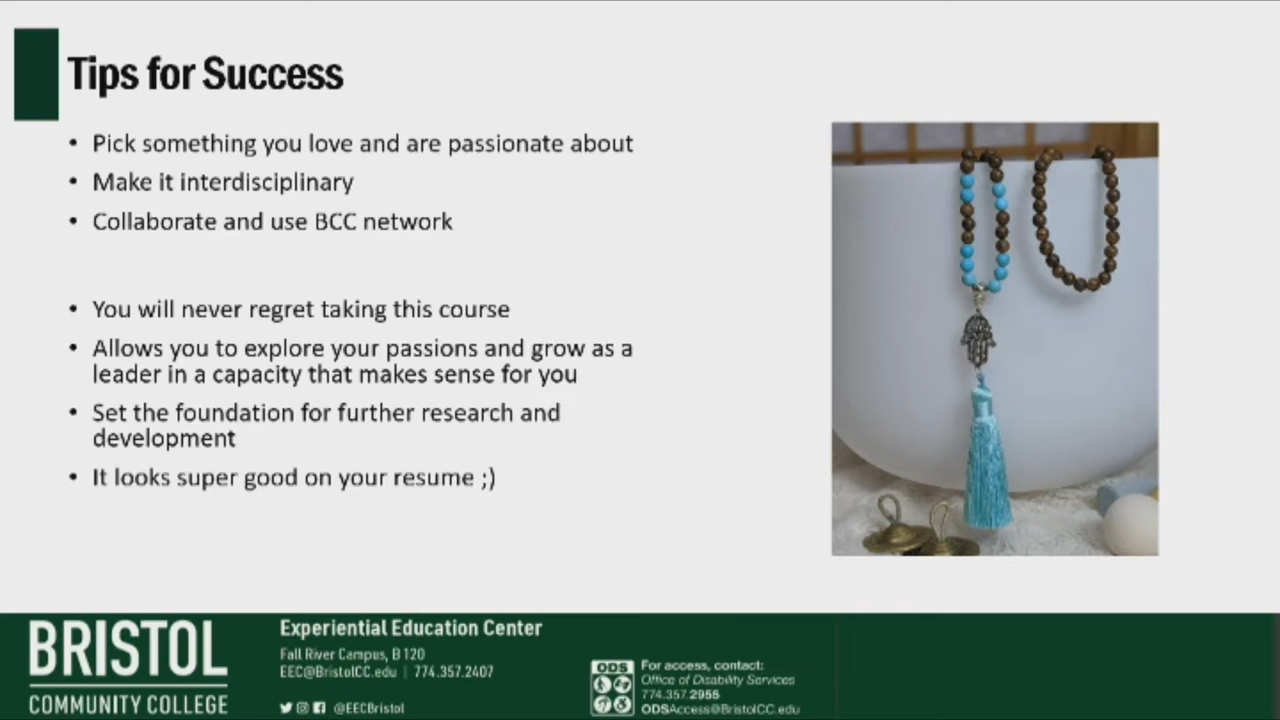 Tips for Success
• Pick something you love and are passionate about
• Make it interdisciplinary
• Collaborate and use BCC network
• You will never regret taking this course
• Allows you to explore your passions and grow as a
leader in a capacity that makes sense for you
• Set the foundation for further research and
development
• It looks super good on your resume ;)
BRISTOL
COMMUNITY COLLEGE
Experiential Education Center
Fall River Campus, B 120
EEC@BristolCC.edu | 774.357.2407
@EECBristol
ODS
For access, contact:
Office of Disability Services
774.357.2955
ODSAccess@BristolCC.edu